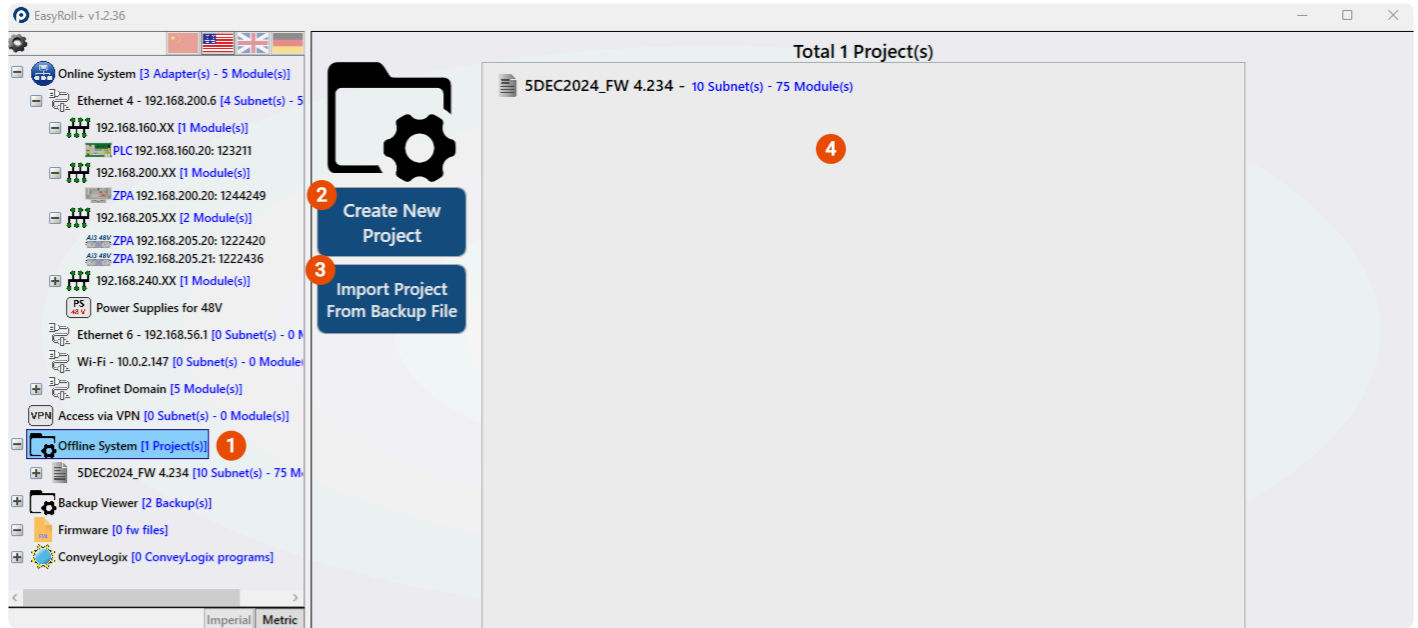 EasyRoll+ v1.2.36
Online System [3 Adapter(s) - 5 Module(s)]
Ethernet 4 - 192.168.200.6 [4 Subnet(s) - 5
192.168.160.XX [1 Module(s)]
PLC 192.168.160.20: 123211
192.168.200.XX [1 Module(s)]
ZPA 192.168.200.20: 1244249
192.168.205.XX [2 Module(s)]
AI3 48V ZPA 192.168.205.20: 1222420
AI3 48V ZPA 192.168.205.21: 1222436
192.168.240.XX [1 Module(s)]
PS 48 V Power Supplies for 48V
Ethernet 6 - 192.168.56.1 [0 Subnet(s) - 0 M
Wi-Fi - 10.0.2.147 [0 Subnet(s) - 0 Module(
Profinet Domain [5 Module(s)]
VPN Access via VPN [0 Subnet(s) - 0 Module(s)]
Offline System [1 Project(s)]
1
5DEC2024_FW 4.234 [10 Subnet(s) - 75 M
Backup Viewer [2 Backup(s)]
Firmware [0 fw files]
ConveyLogix [0 ConveyLogix programs]
Imperial Metric
2
Create New
Project
3
Import Project
From Backup File
Total 1 Project(s)
5DEC2024_FW 4.234 - 10 Subnet(s) - 75 Module(s)
4